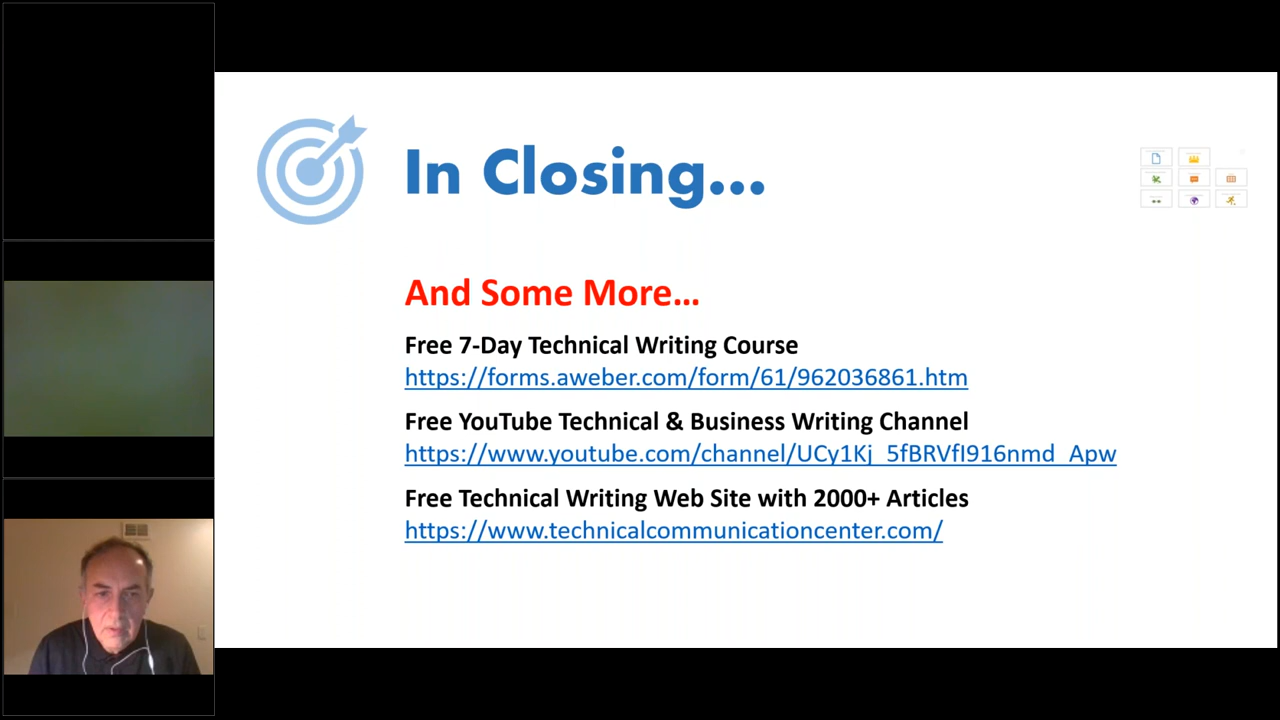 In Closing...
And Some More...
Free 7-Day Technical Writing Course
https://forms.aweber.com/form/61/962036861.htm
Free YouTube Technical & Business Writing Channel
https://www.youtube.com/channel/UCy1Kj_5fBRVfI916nmd_Apw
Free Technical Writing Web Site with 2000+ Articles
https://www.technicalcommunicationcenter.com/